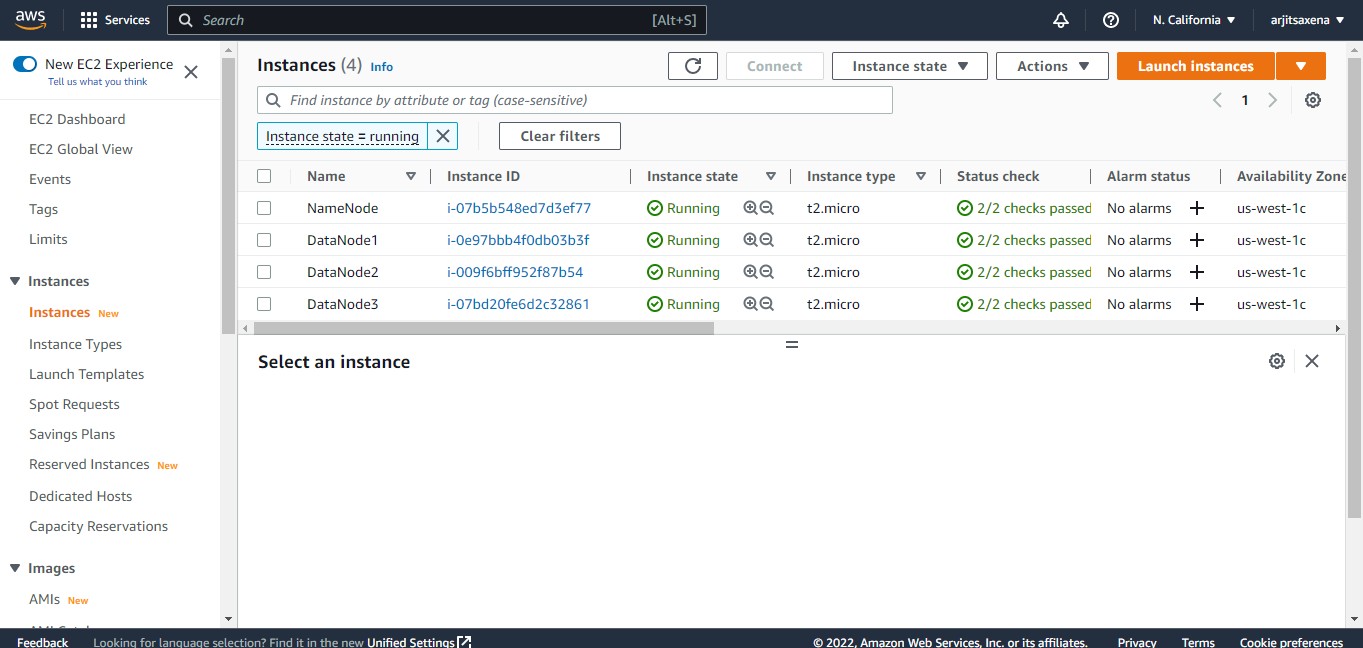 aws Services Search [Alt+S] N. California arjitsaxena
New EC2 Experience
Tell us what you think
EC2 Dashboard
EC2 Global View
Events
Tags
Limits
Instances
Instances New
Instance Types
Launch Templates
Spot Requests
Savings Plans
Reserved Instances New
Dedicated Hosts
Capacity Reservations
Images
AMIs New
Instances (4) Info Connect Instance state Actions Launch instances
Find instance by attribute or tag (case-sensitive) 1
Instance state = running Clear filters
Name Instance ID Instance state Instance type Status check Alarm status Availability Zone
NameNode i-07b5b548ed7d3ef77 Running t2.micro 2/2 checks passed No alarms us-west-1c
DataNode1 i-0e97bbb4f0db03b3f Running t2.micro 2/2 checks passed No alarms us-west-1c
DataNode2 i-009f6bff952f87b54 Running t2.micro 2/2 checks passed No alarms us-west-1c
DataNode3 i-07bd20fe6d2c32861 Running t2.micro 2/2 checks passed No alarms us-west-1c
Select an instance
Feedback Looking for language selection? Find it in the new Unified Settings © 2022, Amazon Web Services, Inc. or its affiliates. Privacy Terms Cookie preferences